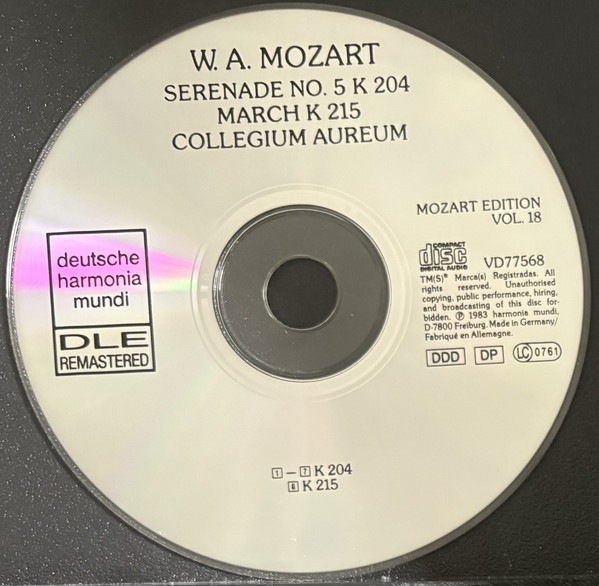 W. A. MOZART
SERENADE NO. 5 K 204
MARCH K 215
COLLEGIUM AUREUM
MOZART EDITION
VOL. 18
deutsche
harmonia
mundi
DLE
REMASTERED
COMPACT
disc
DIGITAL AUDIO
VD77568
TM(S)® Marca(s) Registradas. All
rights reserved. Unauthorised
copying, public performance, hiring,
and broadcasting of this disc for-
bidden. ℗ 1983 harmonia mundi,
D-7800 Freiburg. Made in Germany/
Fabriqué en Allemagne.
DDD DP LC 0761
1 – 7 K 204
8 K 215